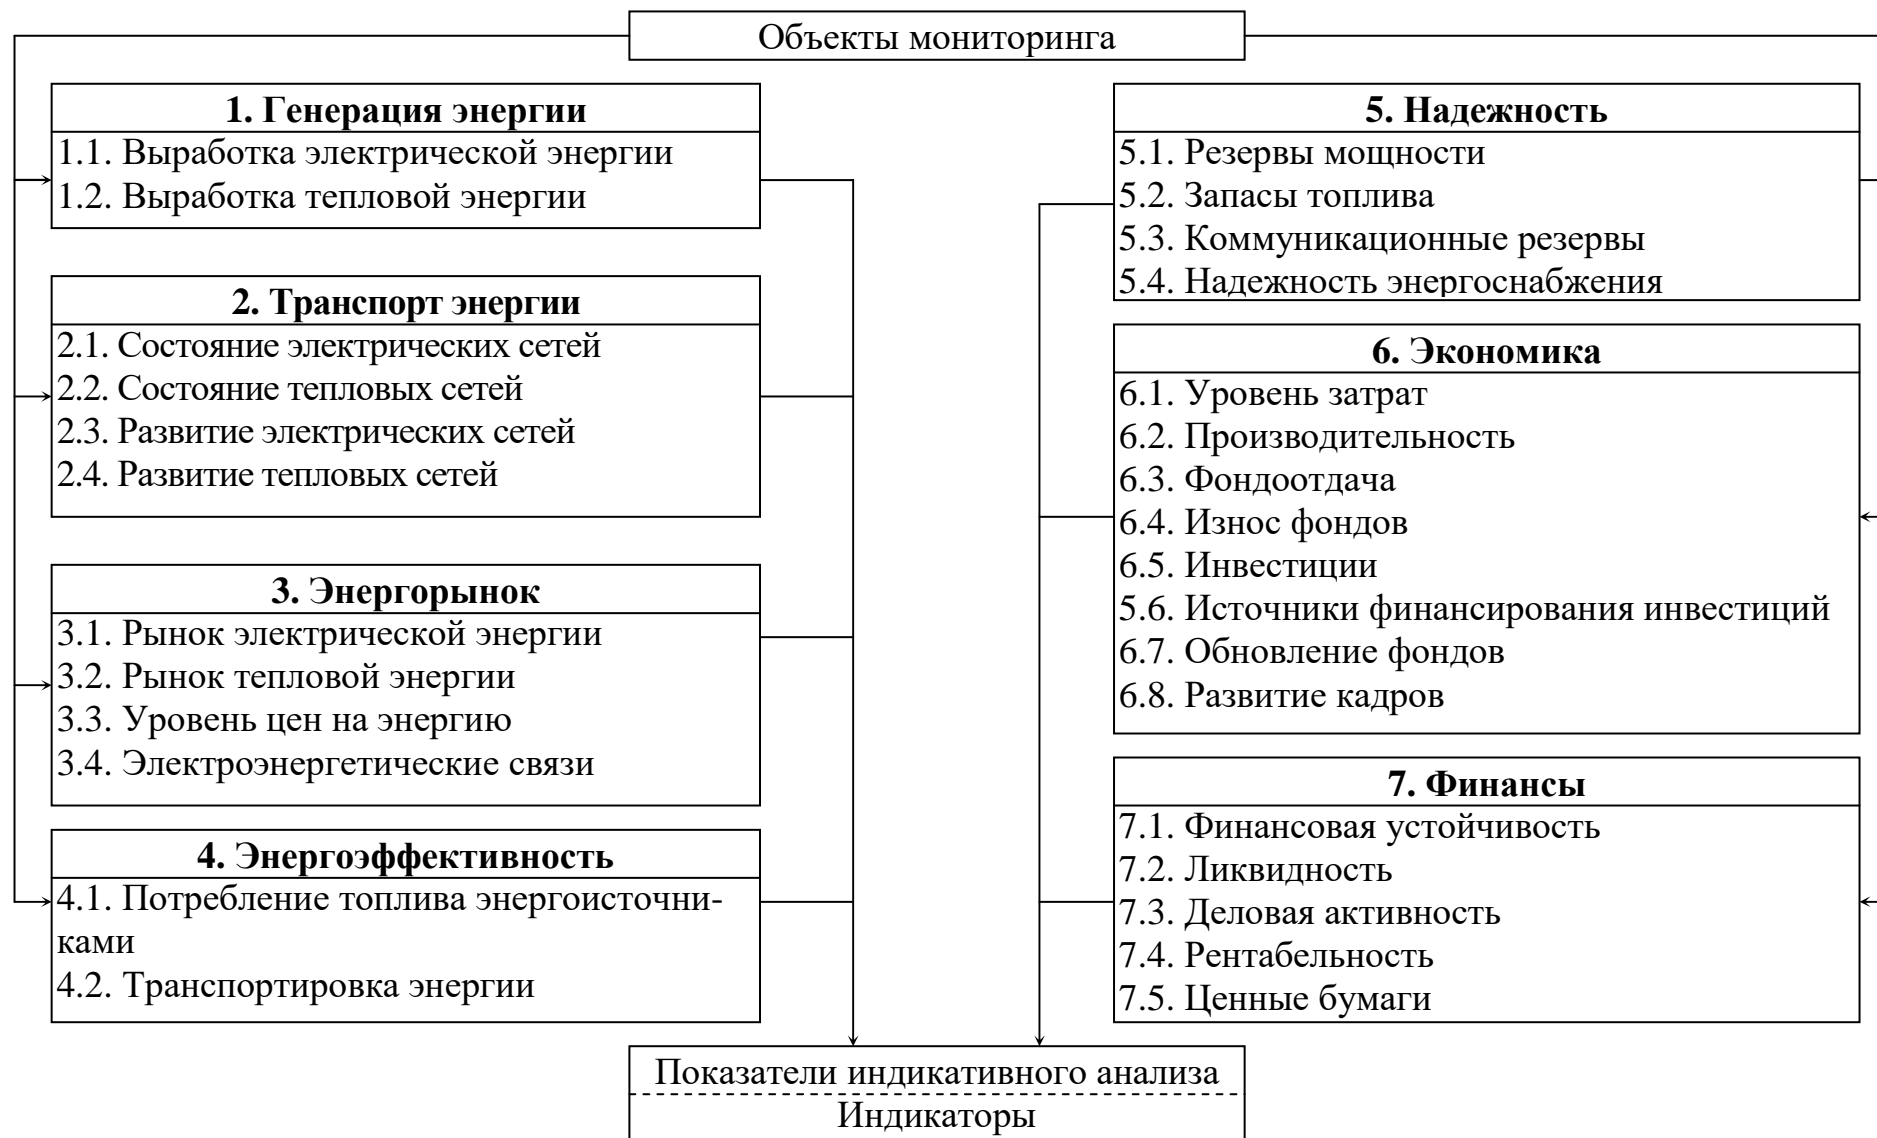 Объекты мониторинга
1. Генерация энергии
1.1. Выработка электрической энергии
1.2. Выработка тепловой энергии
2. Транспорт энергии
2.1. Состояние электрических сетей
2.2. Состояние тепловых сетей
2.3. Развитие электрических сетей
2.4. Развитие тепловых сетей
3. Энергорынок
3.1. Рынок электрической энергии
3.2. Рынок тепловой энергии
3.3. Уровень цен на энергию
3.4. Электроэнергетические связи
4. Энергоэффективность
4.1. Потребление топлива энергоисточни-
ками
4.2. Транспортировка энергии
5. Надежность
5.1. Резервы мощности
5.2. Запасы топлива
5.3. Коммуникационные резервы
5.4. Надежность энергоснабжения
6. Экономика
6.1. Уровень затрат
6.2. Производительность
6.3. Фондоотдача
6.4. Износ фондов
6.5. Инвестиции
5.6. Источники финансирования инвестиций
6.7. Обновление фондов
6.8. Развитие кадров
7. Финансы
7.1. Финансовая устойчивость
7.2. Ликвидность
7.3. Деловая активность
7.4. Рентабельность
7.5. Ценные бумаги
Показатели индикативного анализа
Индикаторы